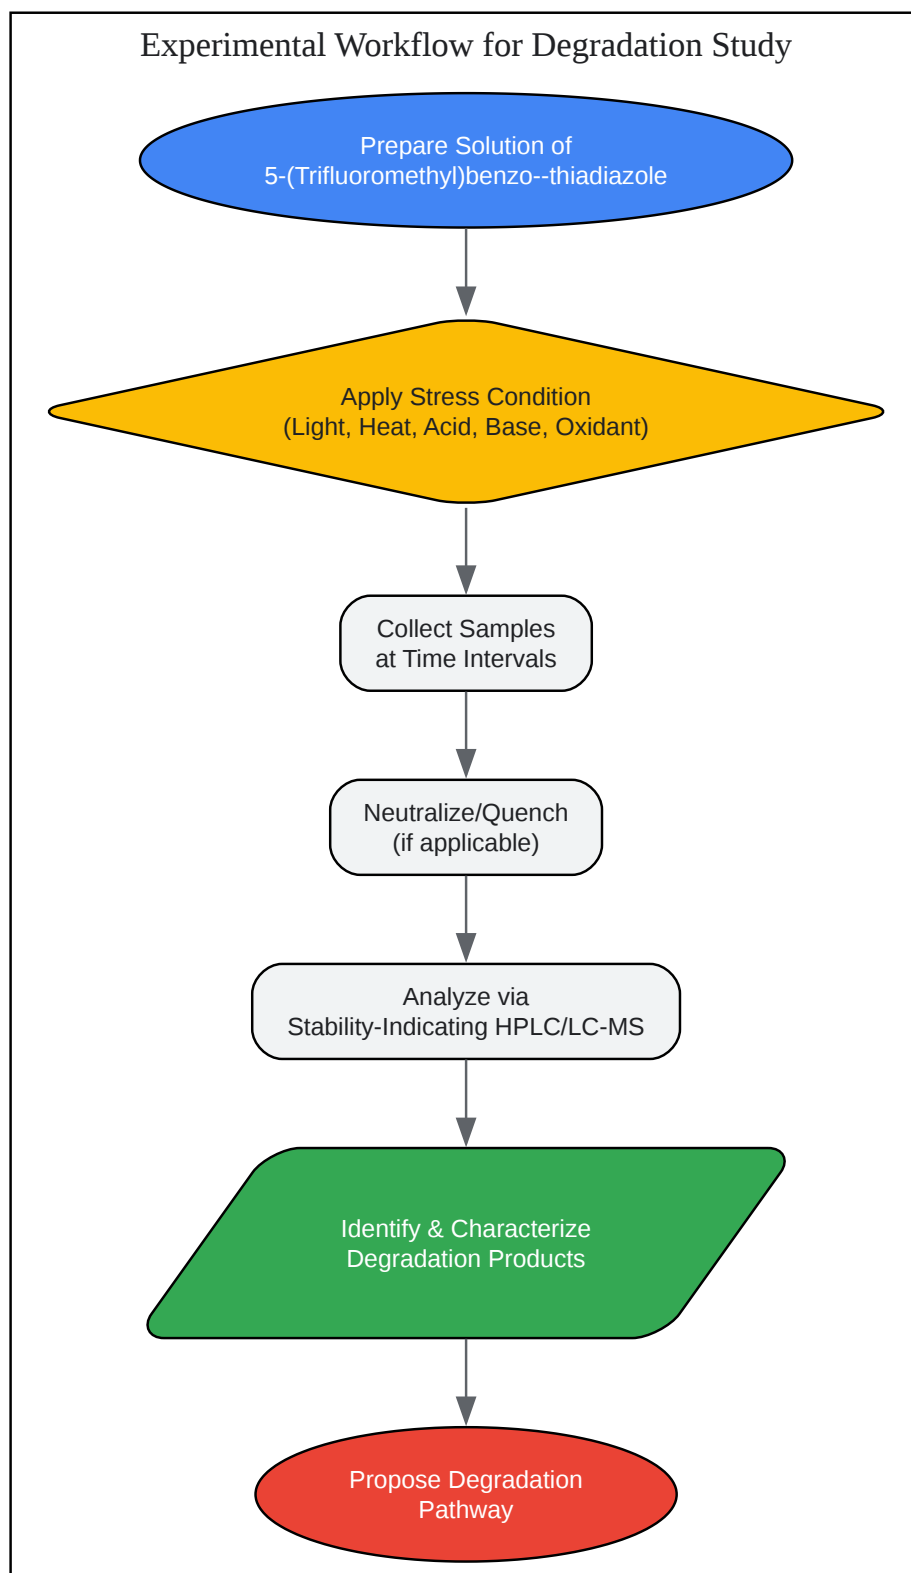 Experimental Workflow for Degradation Study
Prepare Solution of
5-(Trifluoromethyl)benzo--thiadiazole
Apply Stress Condition
(Light, Heat, Acid, Base, Oxidant)
Collect Samples
at Time Intervals
Neutralize/Quench
(if applicable)
Analyze via
Stability-Indicating HPLC/LC-MS
Identify & Characterize
Degradation Products
Propose Degradation
Pathway